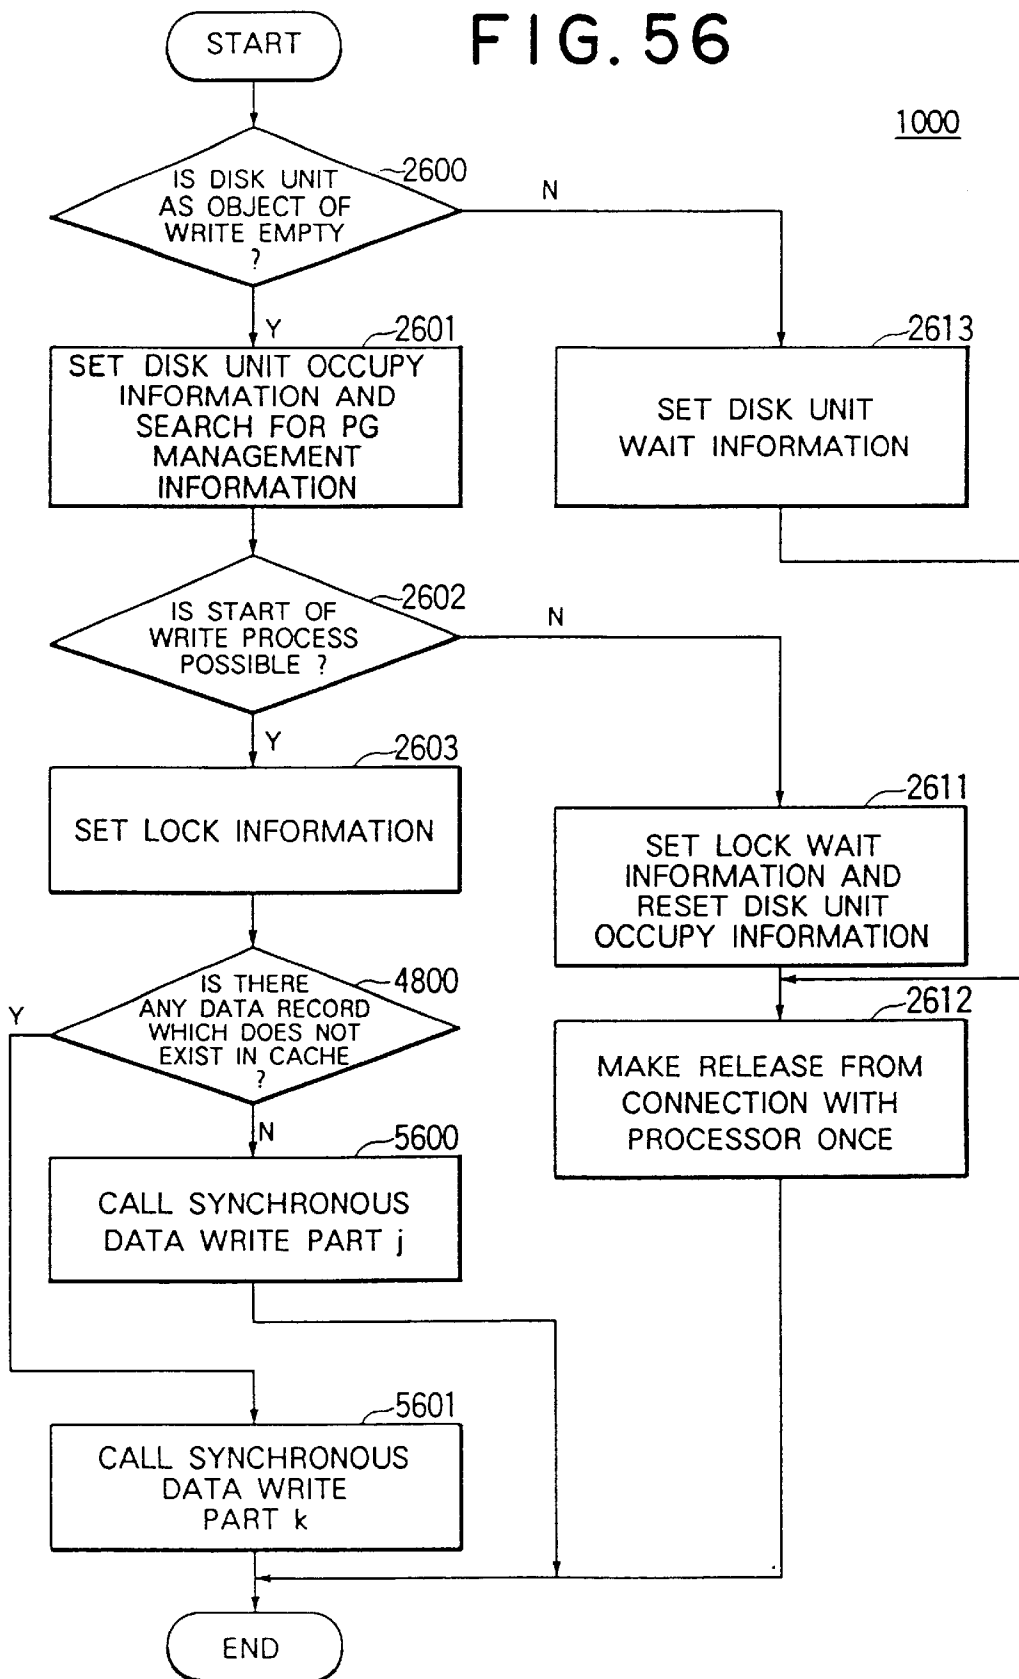 START
FIG. 56
1000
2600
IS DISK UNIT
AS OBJECT OF
WRITE EMPTY
?
N
Y
2601
SET DISK UNIT OCCUPY
INFORMATION AND
SEARCH FOR PG
MANAGEMENT
INFORMATION
2613
SET DISK UNIT
WAIT INFORMATION
2602
IS START OF
WRITE PROCESS
POSSIBLE ?
N
Y
2603
SET LOCK INFORMATION
2611
SET LOCK WAIT
INFORMATION AND
RESET DISK UNIT
OCCUPY INFORMATION
4800
IS THERE
ANY DATA RECORD
WHICH DOES NOT
EXIST IN CACHE
?
Y
N
2612
MAKE RELEASE FROM
CONNECTION WITH
PROCESSOR ONCE
5600
CALL SYNCHRONOUS
DATA WRITE PART j
5601
CALL SYNCHRONOUS
DATA WRITE
PART k
END